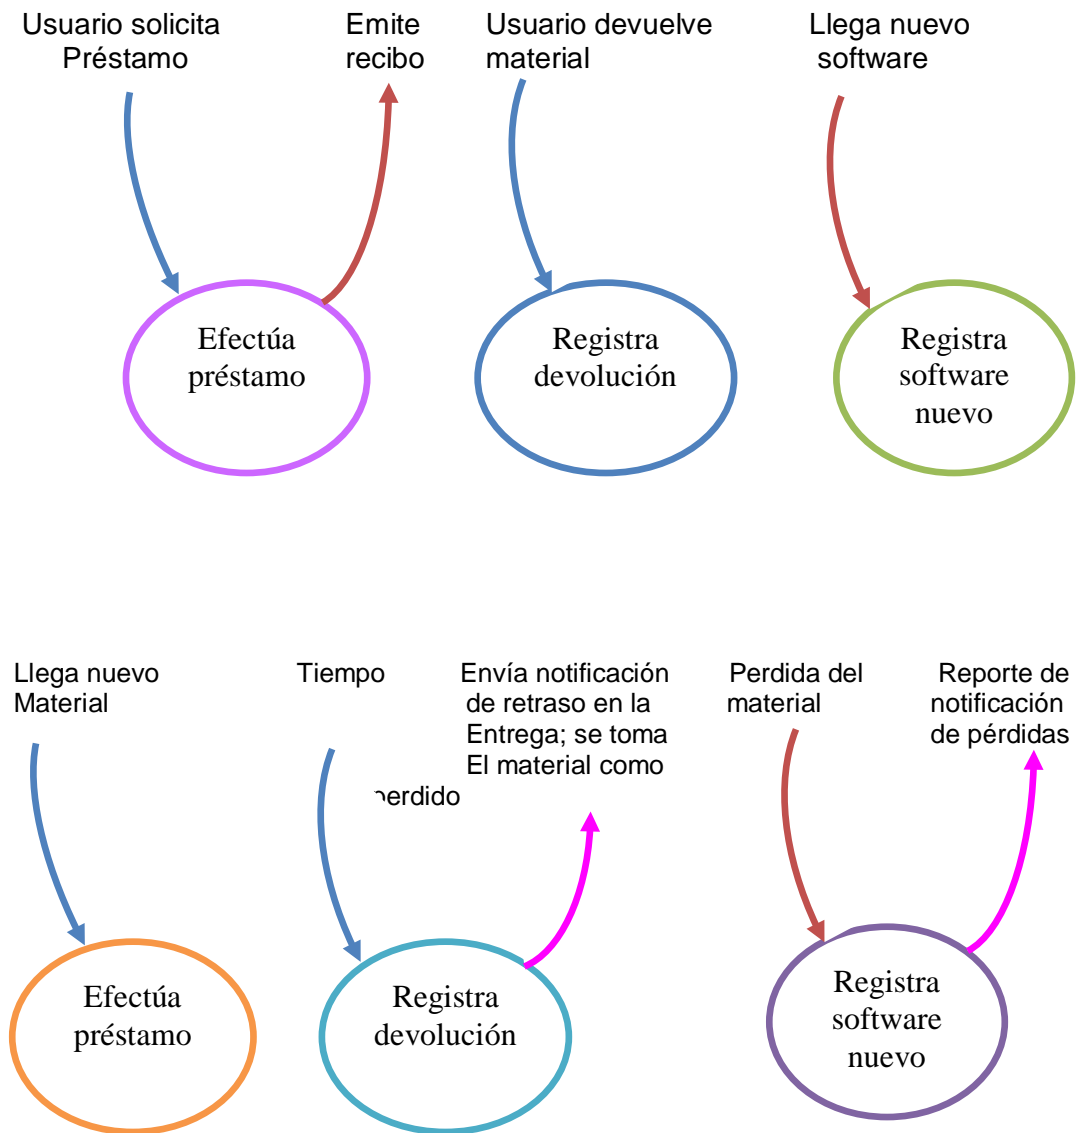 Usuario solicita
Préstamo
Emite
recibo
Usuario devuelve
material
Llega nuevo
software
Efectúa
préstamo
Registra
devolución
Registra
software
nuevo
Llega nuevo
Material
Tiempo
Envía notificación
de retraso en la
Entrega; se toma
El material como
perdido
Perdida del
material
Reporte de
notificación
de pérdidas
Efectúa
préstamo
Registra
devolución
Registra
software
nuevo